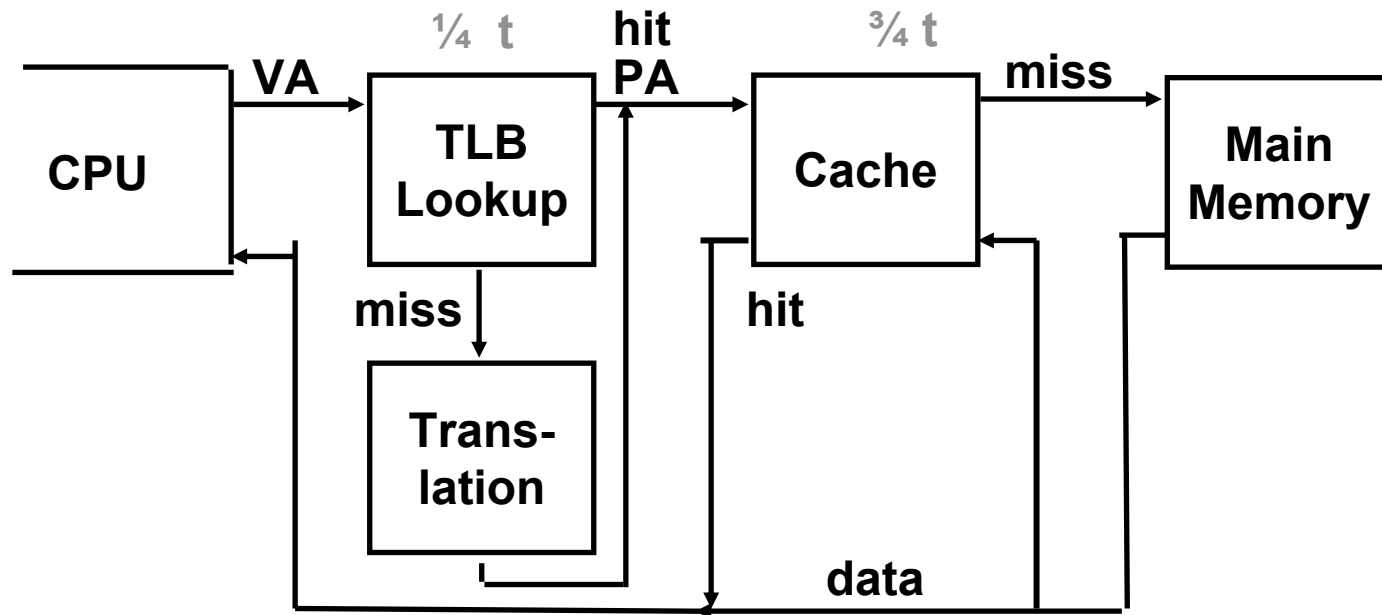 ¼ t
hit
¾ t
VA
PA
miss
CPU
TLB
Lookup
Cache
Main
Memory
miss
hit
Trans-
lation
data